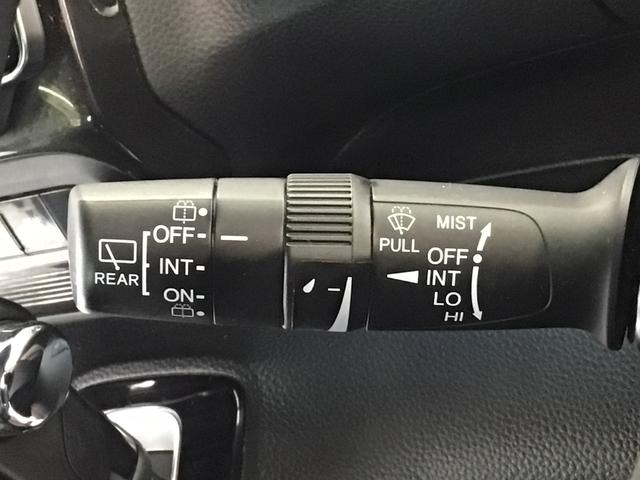 OFF
INT
REAR
ON
PULL
MIST
OFF
INT
LO
HI